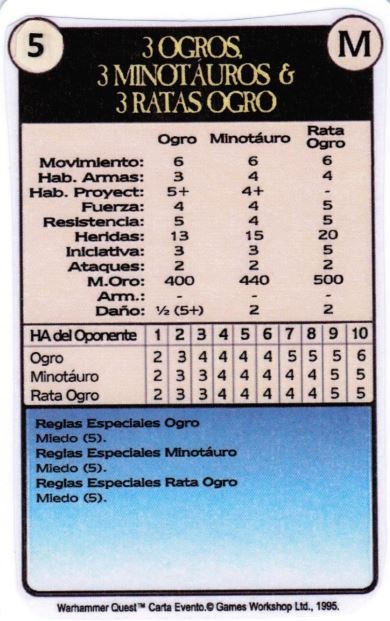 5
M
3 OGROS,
3 MINOTÁUROS &
3 RATAS OGRO
Ogro Minotáuro Rata Ogro
Movimiento: 6 6 6
Hab. Armas: 3 4 4
Hab. Proyect: 5+ 4+ -
Fuerza: 4 4 5
Resistencia: 5 4 5
Heridas: 13 15 20
Iniciativa: 3 3 5
Ataques: 2 2 2
M.Oro: 400 440 500
Arm.: - - -
Daño: ½ (5+) 2 2
HA del Oponente 1 2 3 4 5 6 7 8 9 10
Ogro 2 3 4 4 4 4 5 5 5 6
Minotáuro 2 3 3 4 4 4 4 4 5 5
Rata Ogro 2 3 3 4 4 4 4 4 5 5
Reglas Especiales Ogro
Miedo (5).
Reglas Especiales Minotáuro
Miedo (5).
Reglas Especiales Rata Ogro
Miedo (5).
Warhammer Quest™ Carta Evento.© Games Workshop Ltd., 1995.